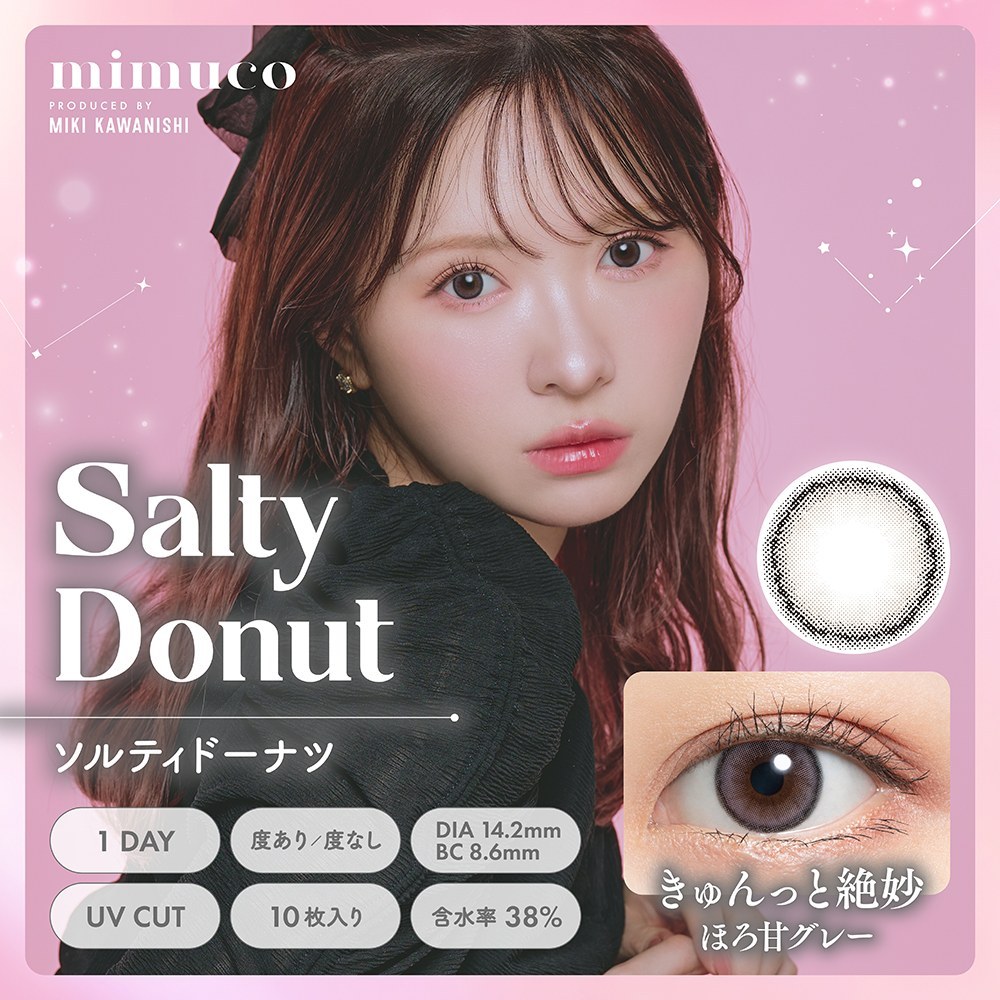 mimuco
PRODUCED BY
MIKI KAWANISHI
Salty
Donut
ソルティドーナツ
1 DAY
度あり/度なし
DIA 14.2mm
BC 8.6mm
UV CUT
10枚入り
含水率 38%
きゅんっと絶妙
ほろ甘グレー